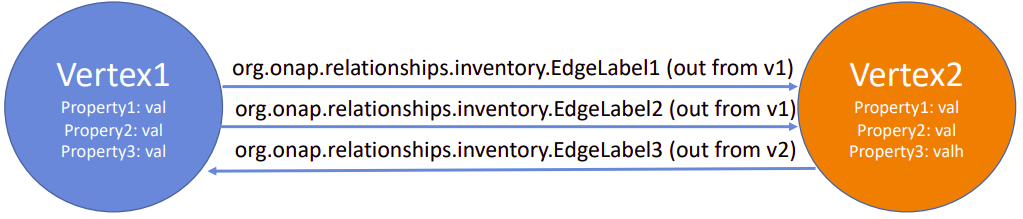 Vertex1
Property1: val
Propery2: val
Property3: val
org.onap.relationships.inventory.EdgeLabel1 (out from v1)
org.onap.relationships.inventory.EdgeLabel2 (out from v1)
org.onap.relationships.inventory.EdgeLabel3 (out from v2)
Vertex2
Property1: val
Propery2: val
Property3: valh